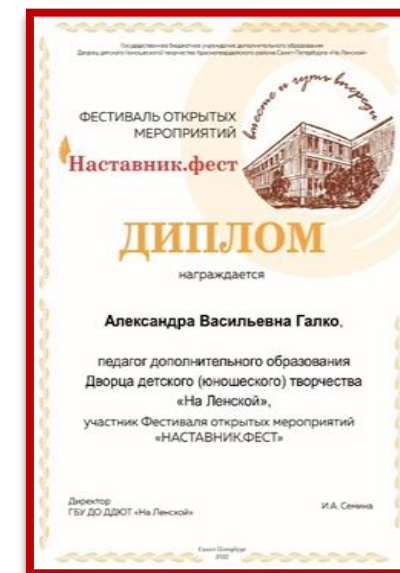 Государственное бюджетное учреждение дополнительного образования
Дворец детского (юношеского) творчества Красногвардейского района Санкт-Петербурга «На Ленской»
ФЕСТИВАЛЬ ОТКРЫТЫХ
МЕРОПРИЯТИЙ
Наставник.фест
вместе и чуть впереди
ДИПЛОМ
награждается
Александра Васильевна Галко,
педагог дополнительного образования
Дворца детского (юношеского) творчества
«На Ленской»,
участник Фестиваля открытых мероприятий
«НАСТАВНИК.ФЕСТ»
Директор
ГБУ ДО ДДЮТ «На Ленской»
И.А. Семина
Санкт-Петербург
2022